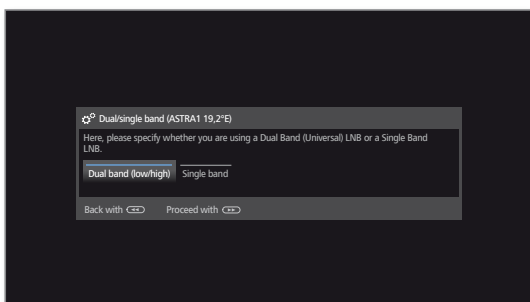 Dual/single band (ASTRA1 19,2°E)
Here, please specify whether you are using a Dual Band (Universal) LNB or a Single Band
LNB.
Dual band (low/high) Single band
Back with Proceed with